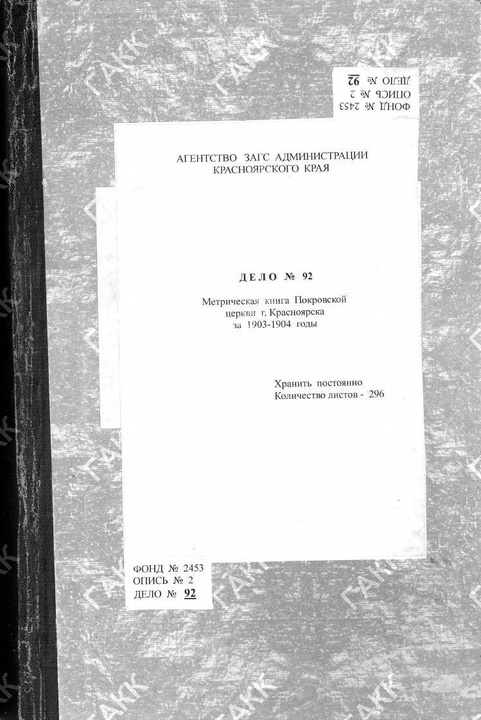 ФОНД № 2453
ОПИСЬ № 2
ДЕЛО № 92
АГЕНТСТВО ЗАГС АДМИНИСТРАЦИИ
КРАСНОЯРСКОГО КРАЯ
ДЕЛО № 92
Метрическая книга Покровской
церкви г. Красноярска
за 1903-1904 годы
Хранить постоянно
Количество листов - 296
ФОНД № 2453
ОПИСЬ № 2
ДЕЛО № 92
ГАКК